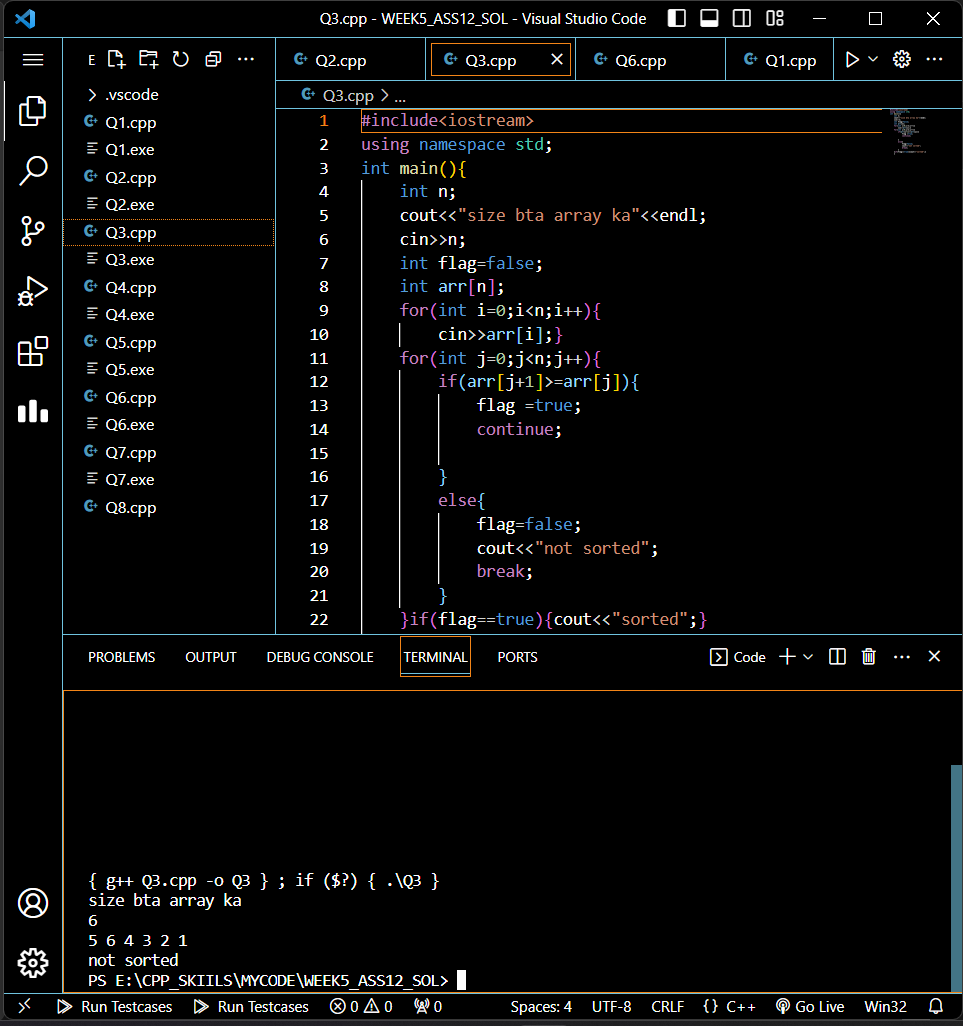 Q3.cpp - WEEK5_ASS12_SOL - Visual Studio Code
E
.vscode
Q1.cpp
Q1.exe
Q2.cpp
Q2.exe
Q3.cpp
Q3.exe
Q4.cpp
Q4.exe
Q5.cpp
Q5.exe
Q6.cpp
Q6.exe
Q7.cpp
Q7.exe
Q8.cpp
Q2.cpp Q3.cpp Q6.cpp Q1.cpp
Q3.cpp > ...
1 #include<iostream>
2 using namespace std;
3 int main(){
4 int n;
5 cout<<"size bta array ka"<<endl;
6 cin>>n;
7 int flag=false;
8 int arr[n];
9 for(int i=0;i<n;i++){
10 cin>>arr[i];}
11 for(int j=0;j<n;j++){
12 if(arr[j+1]>=arr[j]){
13 flag =true;
14 continue;
15
16 }
17 else{
18 flag=false;
19 cout<<"not sorted";
20 break;
21 }
22 }if(flag==true){cout<<"sorted";}
PROBLEMS OUTPUT DEBUG CONSOLE TERMINAL PORTS Code
{ g++ Q3.cpp -o Q3 } ; if ($?) { .\Q3 }
size bta array ka
6
5 6 4 3 2 1
not sorted
PS E:\CPP_SKIILS\MYCODE\WEEK5_ASS12_SOL>
Run Testcases Run Testcases 0 0 0 Spaces: 4 UTF-8 CRLF {} C++ Go Live Win32